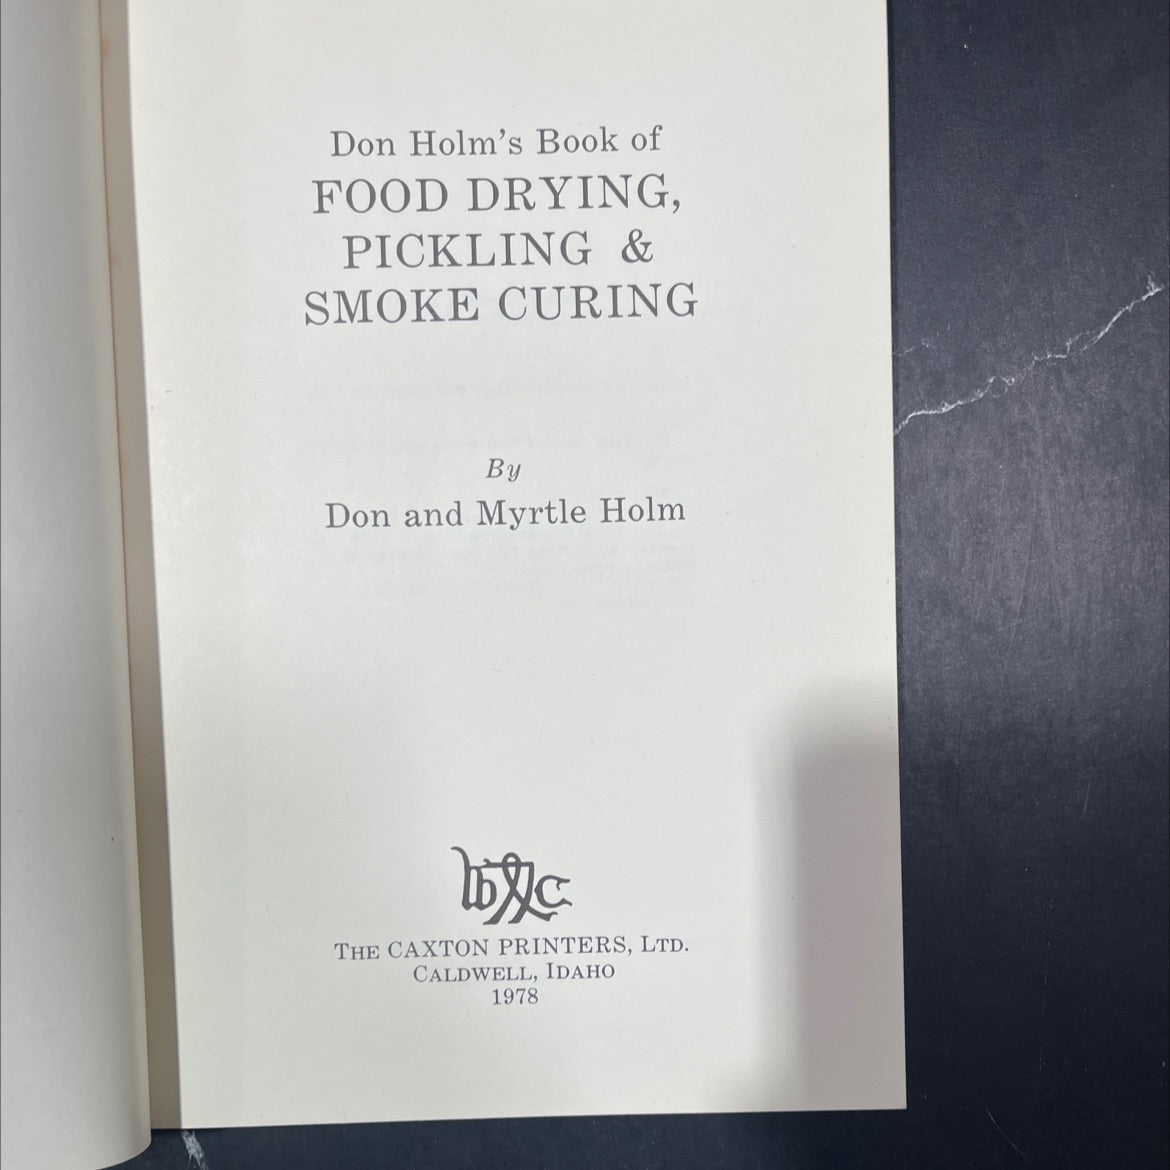 Don Holm's Book of
FOOD DRYING,
PICKLING &
SMOKE CURING
By
Don and Myrtle Holm
THE CAXTON PRINTERS, LTD.
CALDWELL, IDAHO
1978